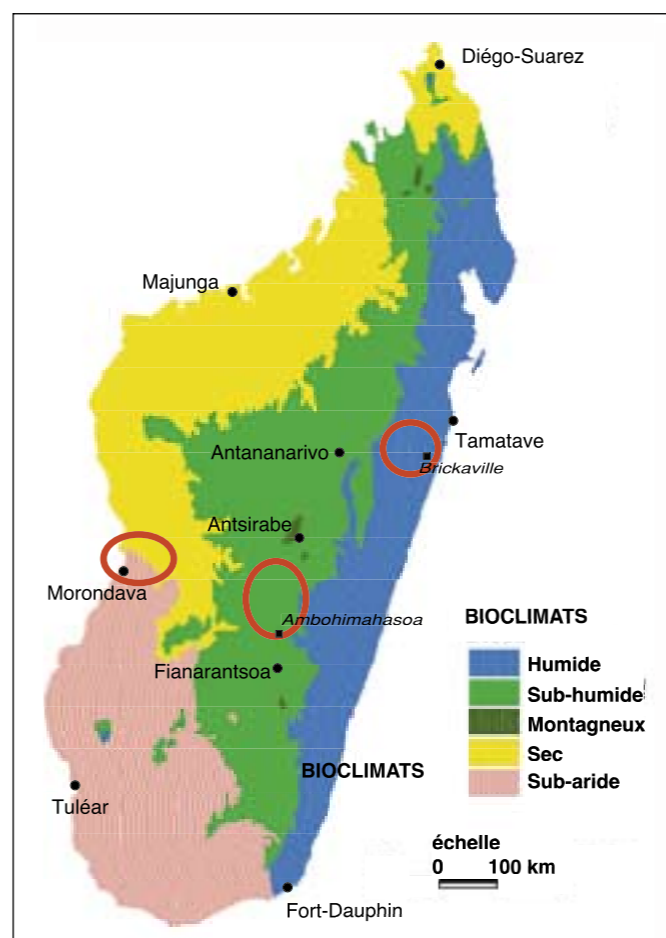 Diégo-Suarez
Majunga
Tamatave
Antananarivo
Brickaville
Antsirabe
Morondava
Ambohimahasoa
Fianarantsoa
BIOCLIMATS
Humide
Sub-humide
Montagneux
Sec
Sub-aride
BIOCLIMATS
Tuléar
échelle
0 100 km
Fort-Dauphin